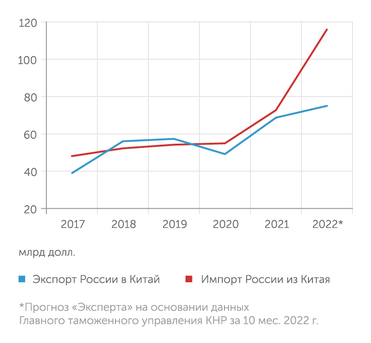 120
100
80
60
40
20
2017 2018 2019 2020 2021 2022*
млрд долл.
Экспорт России в Китай Импорт России из Китая
*Прогноз «Эксперта» на основании данных
Главного таможенного управления КНР за 10 мес. 2022 г.